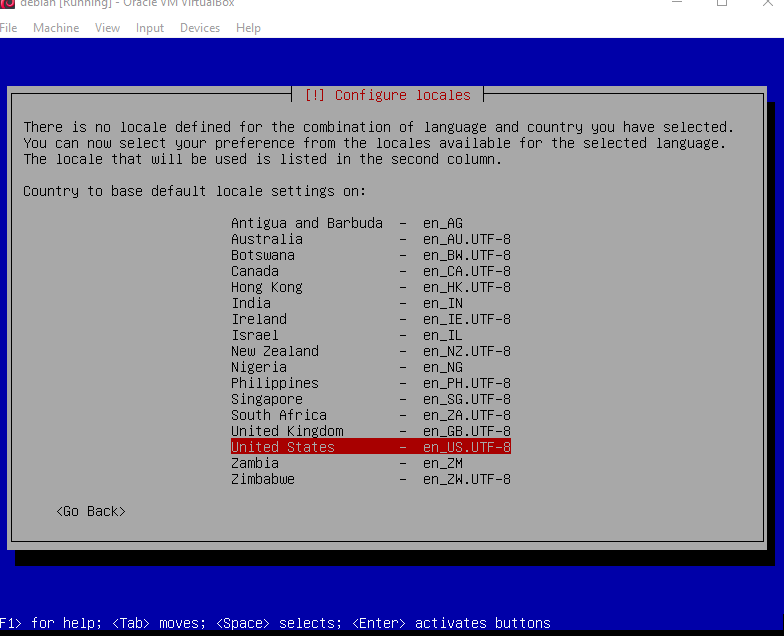 debian [Running] - Oracle VM VirtualBox
File Machine View Input Devices Help
[!] Configure locales
There is no locale defined for the combination of language and country you have selected.
You can now select your preference from the locales available for the selected language.
The locale that will be used is listed in the second column.
Country to base default locale settings on:
Antigua and Barbuda - en_AG
Australia - en_AU.UTF-8
Botswana - en_BW.UTF-8
Canada - en_CA.UTF-8
Hong Kong - en_HK.UTF-8
India - en_IN
Ireland - en_IE.UTF-8
Israel - en_IL
New Zealand - en_NZ.UTF-8
Nigeria - en_NG
Philippines - en_PH.UTF-8
Singapore - en_SG.UTF-8
South Africa - en_ZA.UTF-8
United Kingdom - en_GB.UTF-8
United States - en_US.UTF-8
Zambia - en_ZM
Zimbabwe - en_ZW.UTF-8
<Go Back>
F1> for help; <Tab> moves; <Space> selects; <Enter> activates buttons